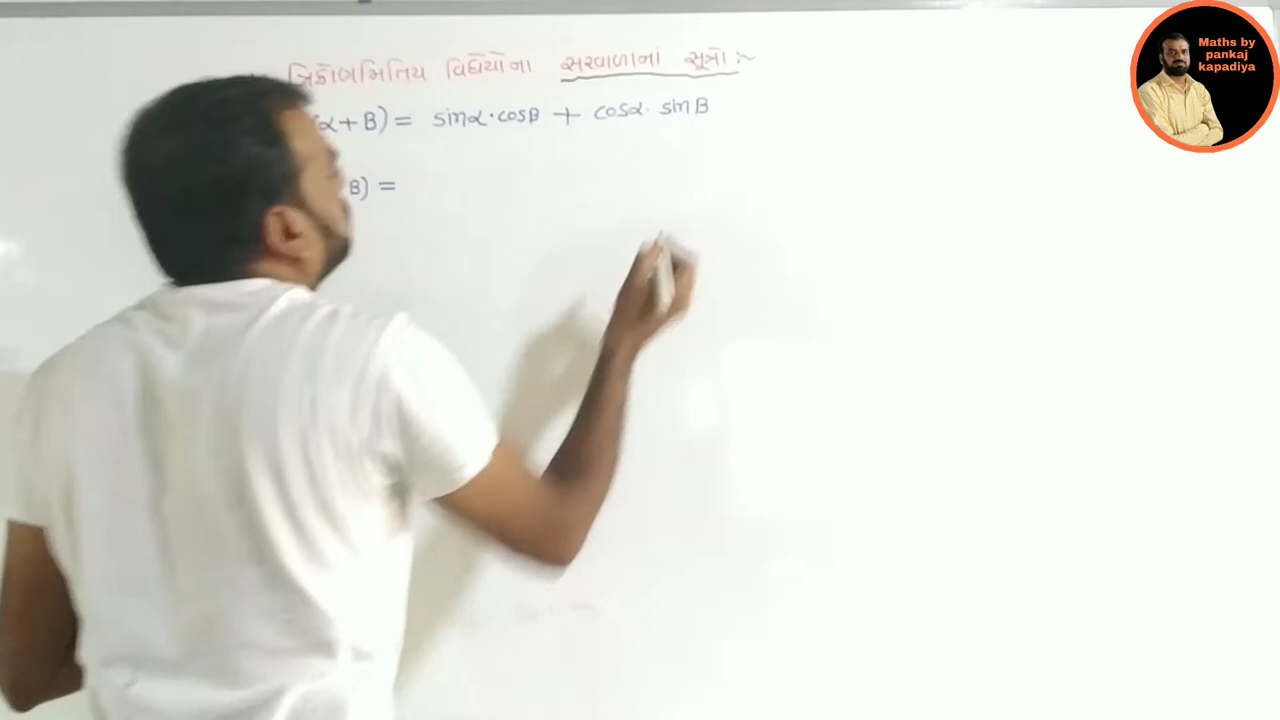 ત્રિકોણમિતિય વિધેયોના સરવાળાનાં સૂત્રો :~
(α+B) = sinα·cosB + cosα·sinB
B) =
Maths by
pankaj
kapadiya